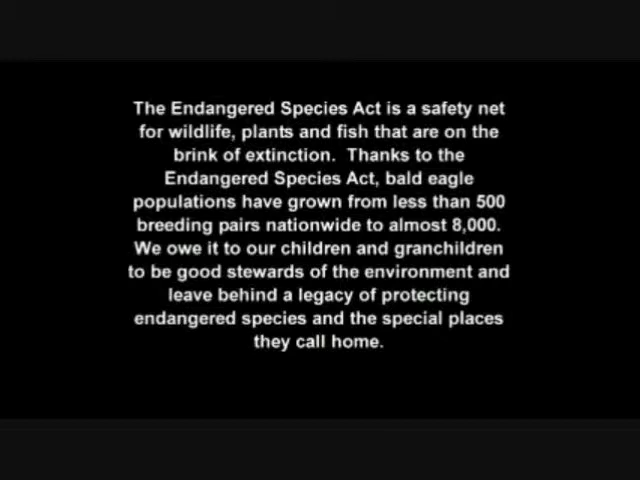 The Endangered Species Act is a safety net
for wildlife, plants and fish that are on the
brink of extinction.  Thanks to the
Endangered Species Act, bald eagle
populations have grown from less than 500
breeding pairs nationwide to almost 8,000.
We owe it to our children and granchildren
to be good stewards of the environment and
leave behind a legacy of protecting
endangered species and the special places
they call home.